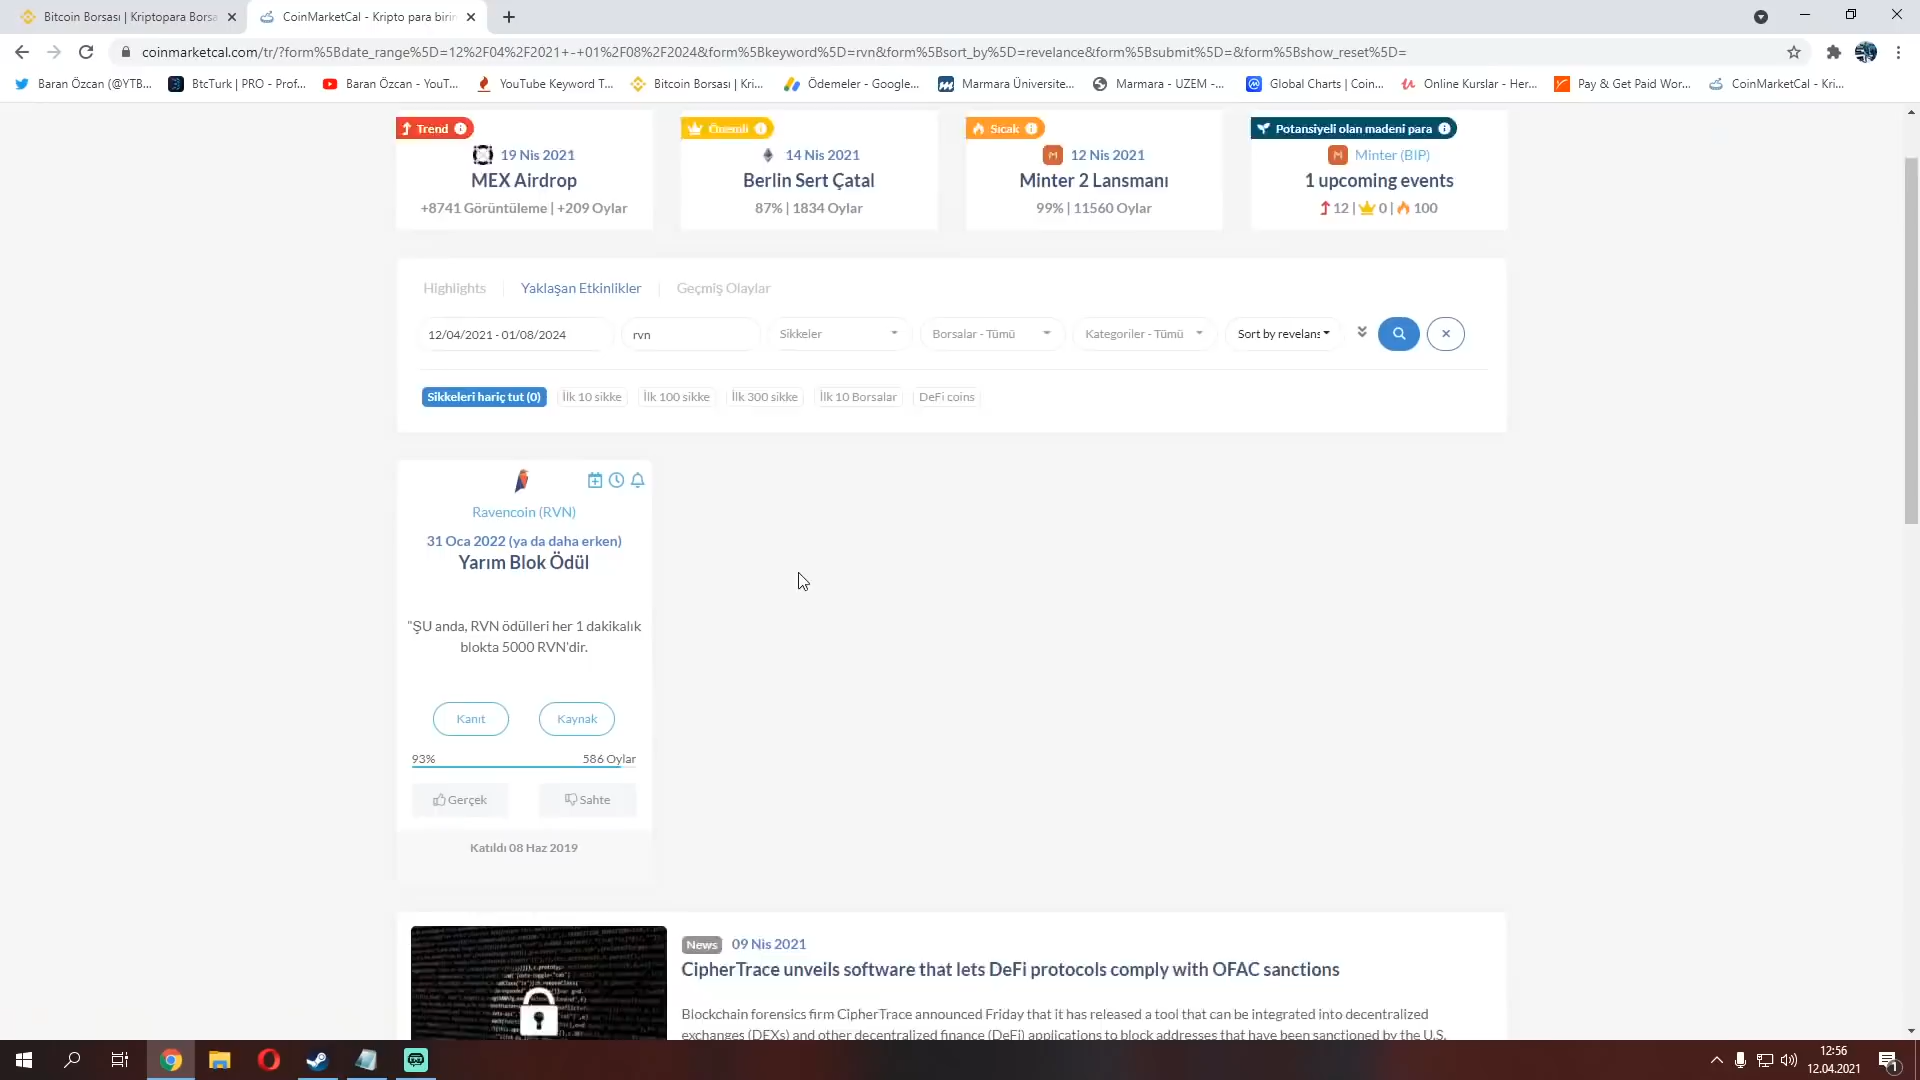 Bitcoin Borsası | Kriptopara Borsa
CoinMarketCal - Kripto para birim
coinmarketcal.com/tr/?form%5Bdate_range%5D=12%2F04%2F2021+-+01%2F08%2F2024&form%5Bkeyword%5D=rvn&form%5Bsort_by%5D=revelance&form%5Bsubmit%5D=&form%5Bshow_reset%5D=
Baran Özcan (@YTB...
BtcTurk | PRO - Prof...
Baran Özcan - YouT...
YouTube Keyword T...
Bitcoin Borsası | Kri...
Ödemeler - Google...
Marmara Üniversite...
Marmara - UZEM -...
Global Charts | Coin...
Online Kurslar - Her...
Pay & Get Paid Wor...
CoinMarketCal - Kri...
Trend
19 Nis 2021
MEX Airdrop
+8741 Görüntüleme | +209 Oylar
Önemli
14 Nis 2021
Berlin Sert Çatal
87% | 1834 Oylar
Sıcak
12 Nis 2021
Minter 2 Lansmanı
99% | 11560 Oylar
Potansiyeli olan madeni para
Minter (BIP)
1 upcoming events
12 | 0 | 100
Highlights
Yaklaşan Etkinlikler
Geçmiş Olaylar
12/04/2021 - 01/08/2024
rvn
Sikkeler
Borsalar - Tümü
Kategoriler - Tümü
Sort by revelans
Sikkeleri hariç tut (0)
İlk 10 sikke
İlk 100 sikke
İlk 300 sikke
İlk 10 Borsalar
DeFi coins
Ravencoin (RVN)
31 Oca 2022 (ya da daha erken)
Yarım Blok Ödül
"ŞU anda, RVN ödülleri her 1 dakikalık
blokta 5000 RVN'dir.
Kanıt
Kaynak
93%
586 Oylar
Gerçek
Sahte
Katıldı 08 Haz 2019
News
09 Nis 2021
CipherTrace unveils software that lets DeFi protocols comply with OFAC sanctions
Blockchain forensics firm CipherTrace announced Friday that it has released a tool that can be integrated into decentralized
exchanges (DEXs) and other decentralized finance (DeFi) applications to block addresses that have been sanctioned by the U.S.
12:56
12.04.2021
1